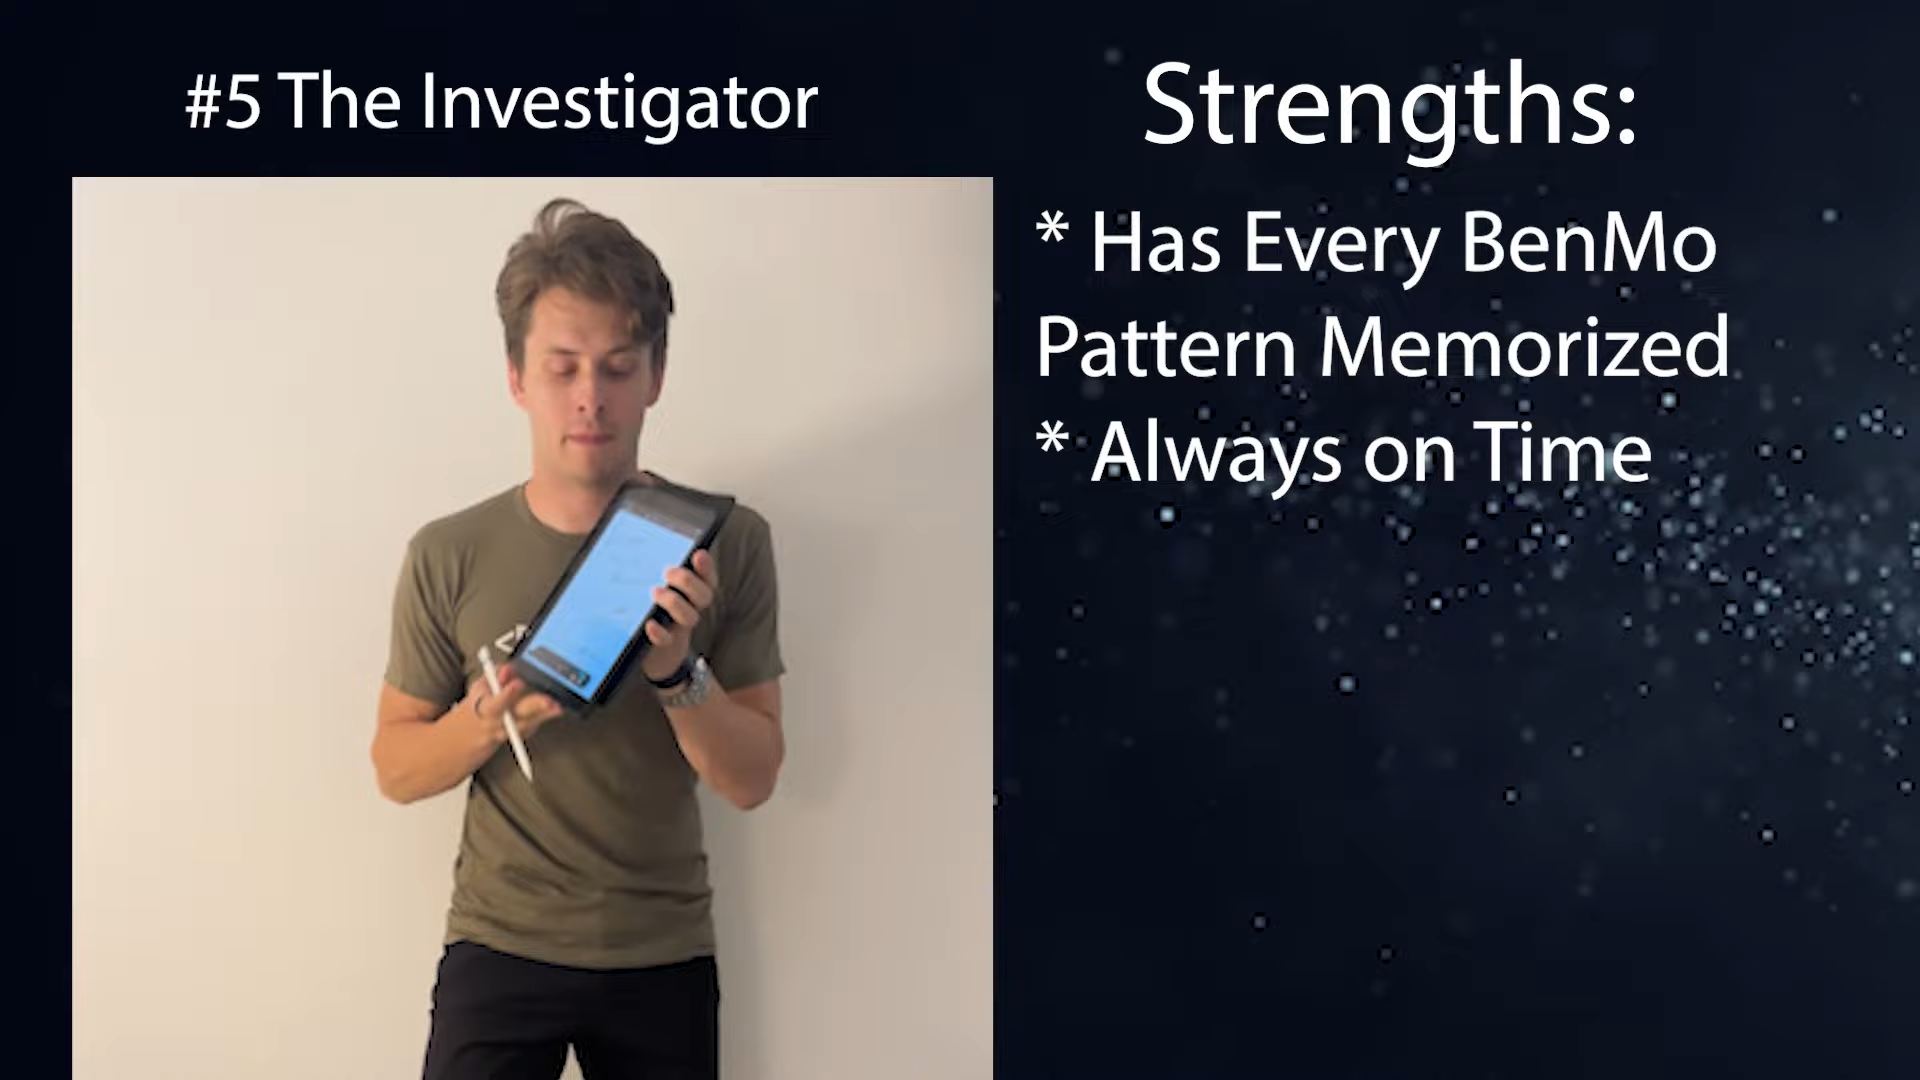 #5 The Investigator
Strengths:
* Has Every BenMo
Pattern Memorized
* Always on Time